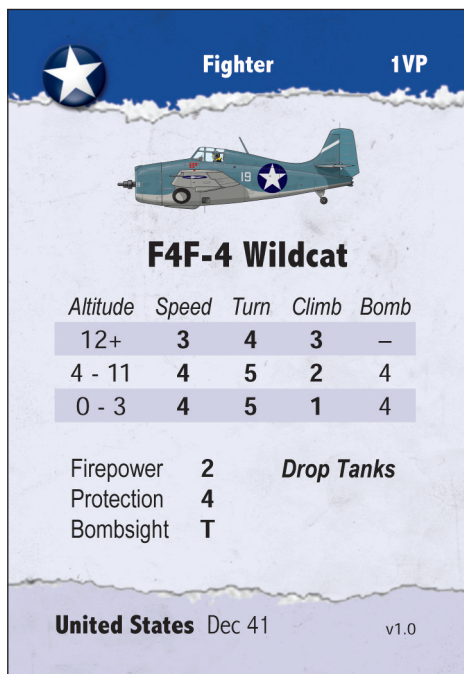 Fighter 1VP
19
F4F-4 Wildcat
Altitude Speed Turn Climb Bomb
12+ 3 4 3 –
4 - 11 4 5 2 4
0 - 3 4 5 1 4
Firepower 2 Drop Tanks
Protection 4
Bombsight T
United States Dec 41 v1.0